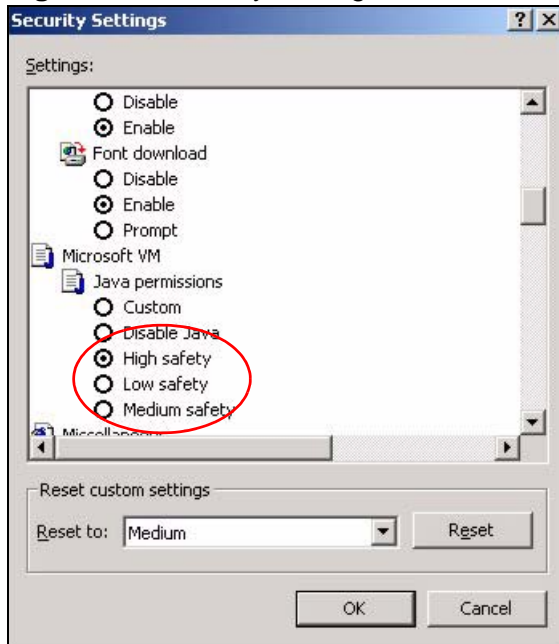 Security Settings
Settings:
Disable
Enable
Font download
Disable
Enable
Prompt
Microsoft VM
Java permissions
Custom
Disable Java
High safety
Low safety
Medium safety
Miscellaneous
Reset custom settings
Reset to: Medium Reset
OK Cancel